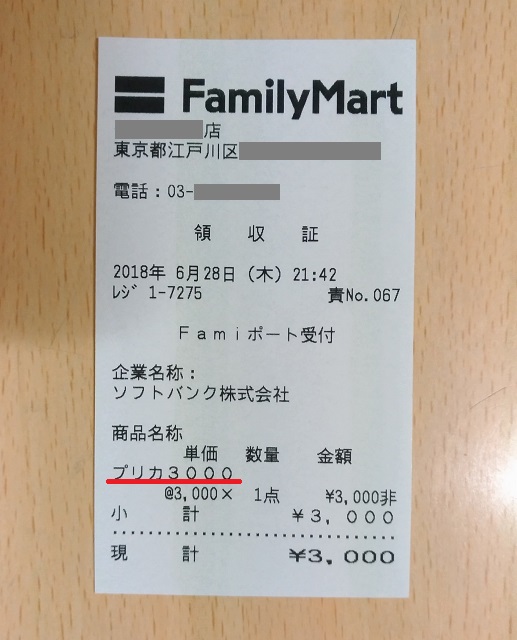 FamilyMart
店
東京都江戸川区
電話：03-
領　収　証
2018年 6月28日（木）21:42
ﾚｼﾞ 1-7275　責No.067
Ｆａｍｉポート受付
企業名称：
ソフトバンク株式会社
商品名称
単価　数量　金額
プリカ３０００
@3,000×　1点　¥3,000非
小　計　￥３，０００
現　計　¥3,000